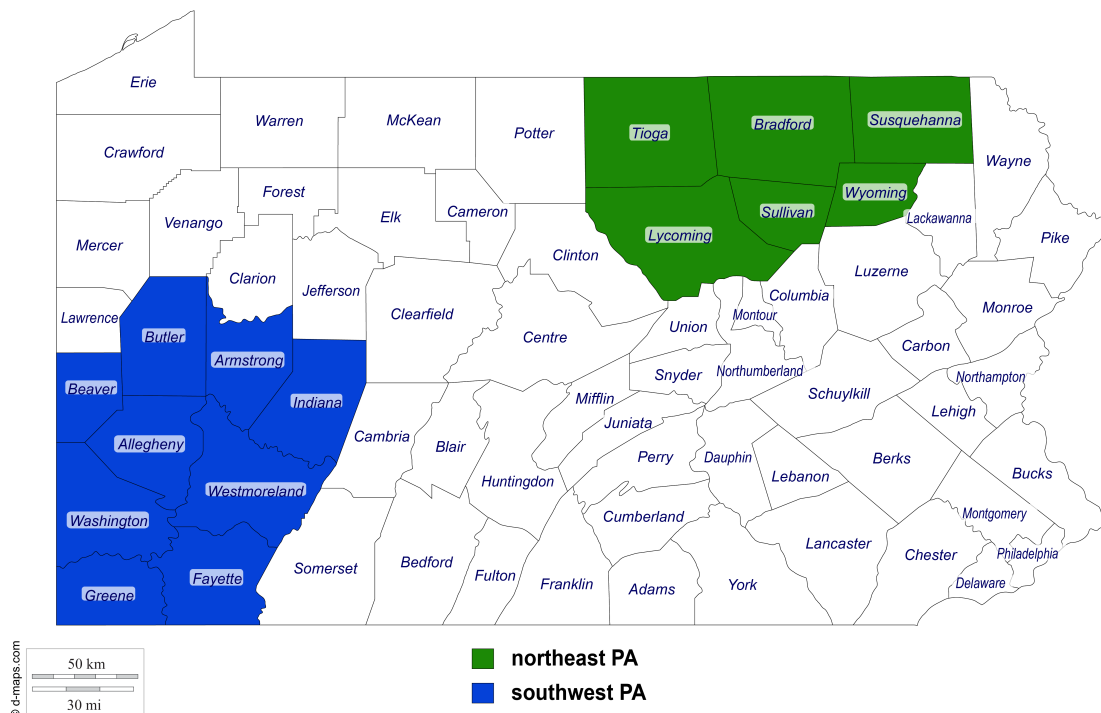 Erie
Warren
McKean
Potter
Tioga
Bradford
Susquehanna
Crawford
Wayne
Forest
Wyoming
Venango
Elk
Cameron
Sullivan
Lackawanna
Mercer
Lycoming
Pike
Clinton
Luzerne
Clarion
Jefferson
Columbia
Monroe
Lawrence
Clearfield
Montour
Union
Butler
Centre
Carbon
Armstrong
Northumberland
Snyder
Northampton
Beaver
Schuylkill
Indiana
Mifflin
Lehigh
Juniata
Cambria
Allegheny
Blair
Perry
Dauphin
Berks
Lebanon
Bucks
Huntingdon
Westmoreland
Montgomery
Washington
Cumberland
Lancaster
Philadelphia
Chester
Somerset
Bedford
Fulton
Franklin
Fayette
Adams
York
Delaware
Greene
© d-maps.com
50 km
30 mi
northeast PA
southwest PA